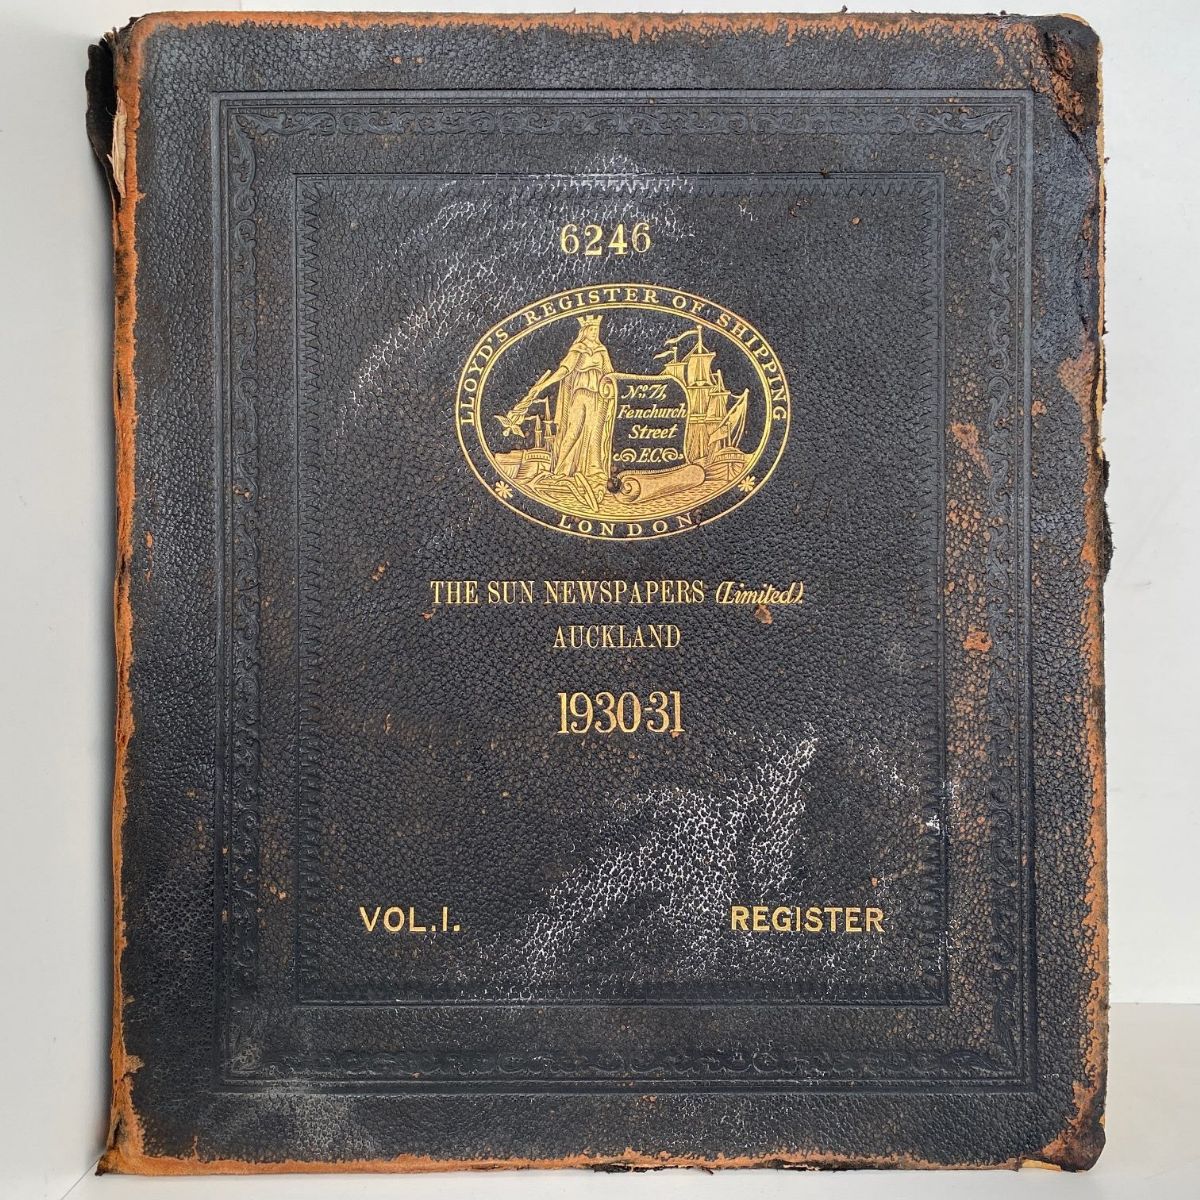 6246
LLOYD'S REGISTER OF SHIPPING
No. 71,
Fenchurch
Street
E.C.
LONDON
THE SUN NEWSPAPERS (Limited).
AUCKLAND
1930-31
VOL. I. REGISTER